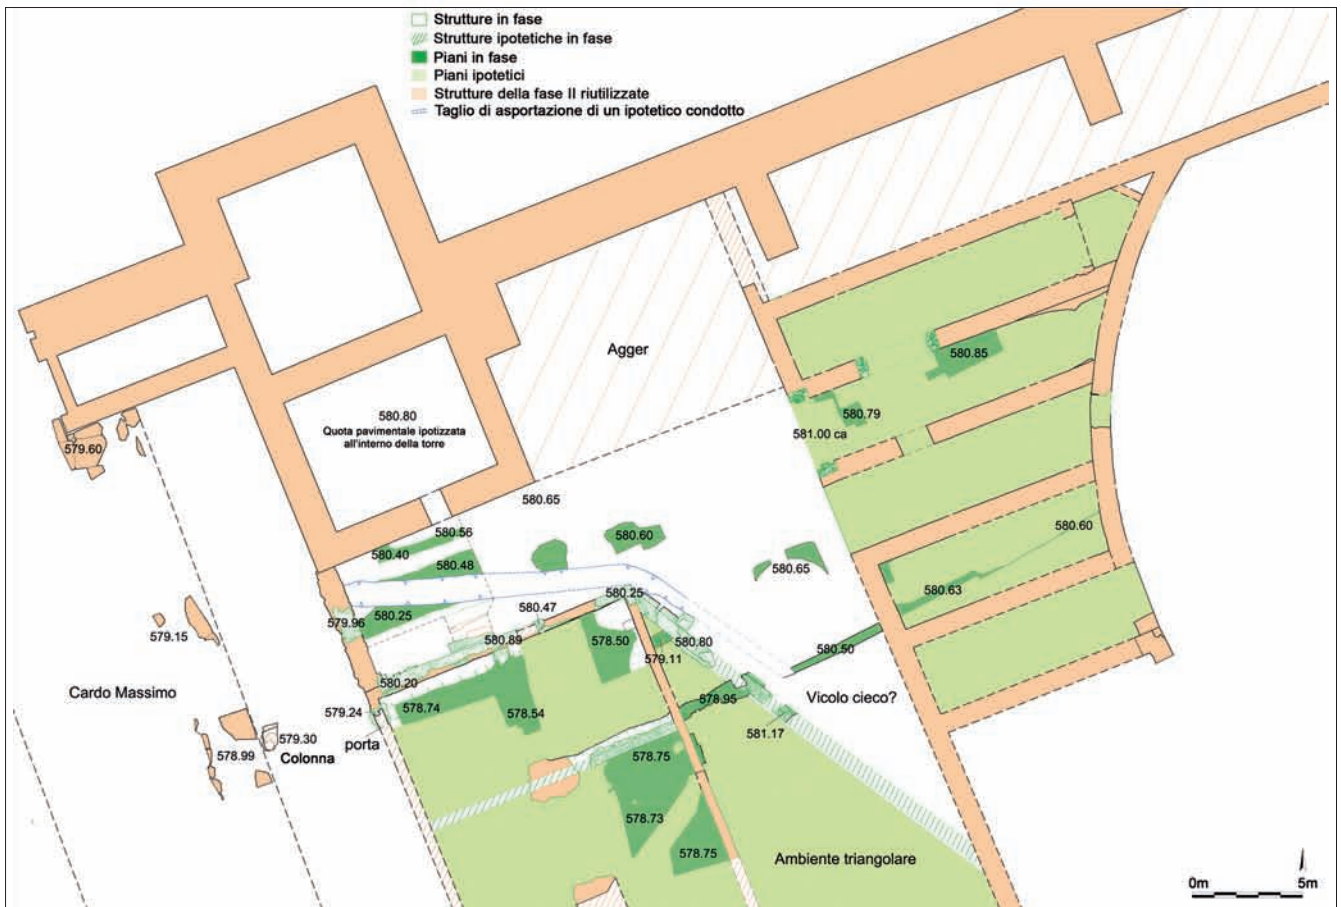 Strutture in fase
Strutture ipotetiche in fase
Piani in fase
Piani ipotetici
Strutture della fase II riutilizzate
Taglio di asportazione di un ipotetico condotto
Agger
580.85
580.79
581.00 ca
580.80
Quota pavimentale ipotizzata
all'interno della torre
579.60
580.65
580.56
580.60
580.60
580.40
580.48
580.65
580.63
580.25
580.47
580.25
579.96
579.15
580.89
578.50
580.80
579.11
580.50
580.20
Cardo Massimo
578.95
Vicolo cieco?
579.24
578.74
578.54
581.17
579.30
porta
578.99
Colonna
578.75
578.73
578.75
Ambiente triangolare
0m 5m